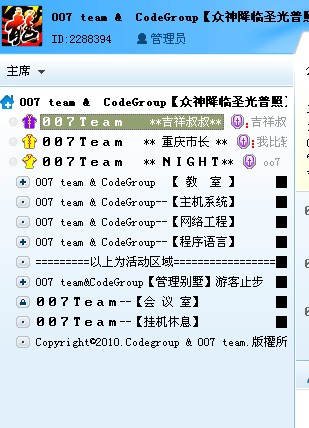 007 team & CodeGroup【众神降临圣光普照
ID:2288394 管理员
主席
007 team & CodeGroup【众神降临圣光普照】
007Team **吉祥叔叔** :吉祥叔叔
007Team ** 重庆市长 ** :我比较
007Team ** NIGHT** :oo7
007 team & CodeGroup 【 教 室 】
007 team & CodeGroup--【主机系统】
007 team & CodeGroup--【网络工程】
007 team & CodeGroup--【程序语言】
=========以上为活动区域=================
007 team&CodeGroup【管理别墅】游客止步
007Team--【会 议 室】
007Team--【挂机休息】
Copyright©2010.Codegroup & 007 team.版權所